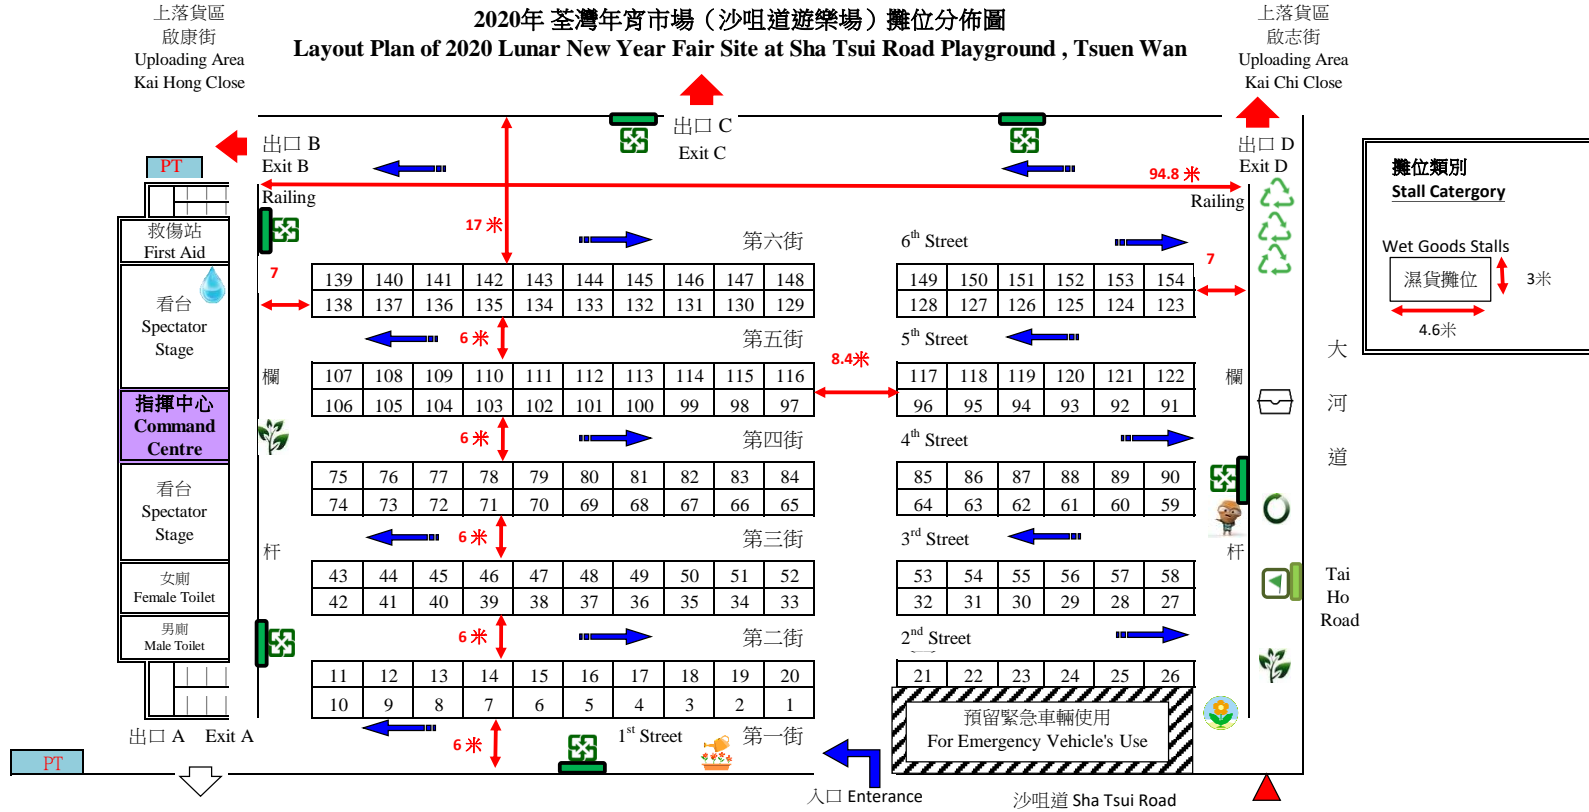 上落貨區
啟康街
Uploading Area
Kai Hong Close
2020年 荃灣年宵市場（沙咀道遊樂場）攤位分佈圖
Layout Plan of 2020 Lunar New Year Fair Site at Sha Tsui Road Playground , Tsuen Wan
上落貨區
啟志街
Uploading Area
Kai Chi Close
出口 B
Exit B
出口 C
Exit C
出口 D
Exit D
PT
94.8 米
Railing
Railing
攤位類別
Stall Catergory
Wet Goods Stalls
濕貨攤位
3米
4.6米
救傷站
First Aid
17 米
第六街
6th Street
7
7
139 140 141 142 143 144 145 146 147 148
149 150 151 152 153 154
138 137 136 135 134 133 132 131 130 129
128 127 126 125 124 123
看台
Spectator
Stage
6 米
第五街
5th Street
8.4米
107 108 109 110 111 112 113 114 115 116
117 118 119 120 121 122
106 105 104 103 102 101 100 99 98 97
96 95 94 93 92 91
欄
欄
大
河
道
指揮中心
Command
Centre
6 米
第四街
4th Street
75 76 77 78 79 80 81 82 83 84
85 86 87 88 89 90
74 73 72 71 70 69 68 67 66 65
64 63 62 61 60 59
看台
Spectator
Stage
6 米
第三街
3rd Street
杆
杆
43 44 45 46 47 48 49 50 51 52
53 54 55 56 57 58
42 41 40 39 38 37 36 35 34 33
32 31 30 29 28 27
女廁
Female Toilet
Tai
Ho
Road
男廁
Male Toilet
6 米
第二街
2nd Street
11 12 13 14 15 16 17 18 19 20
21 22 23 24 25 26
10 9 8 7 6 5 4 3 2 1
預留緊急車輛使用
For Emergency Vehicle's Use
出口 A Exit A
6 米
1st Street
第一街
PT
入口 Enterance
沙咀道 Sha Tsui Road